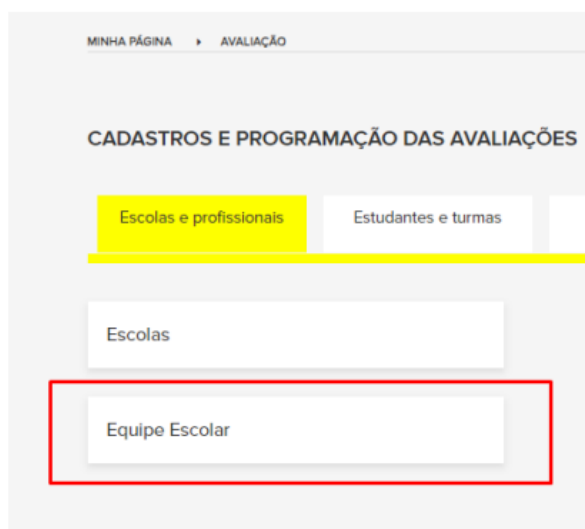 MINHA PÁGINA ▸ AVALIAÇÃO
CADASTROS E PROGRAMAÇÃO DAS AVALIAÇÕES
Escolas e profissionais Estudantes e turmas
Escolas
Equipe Escolar